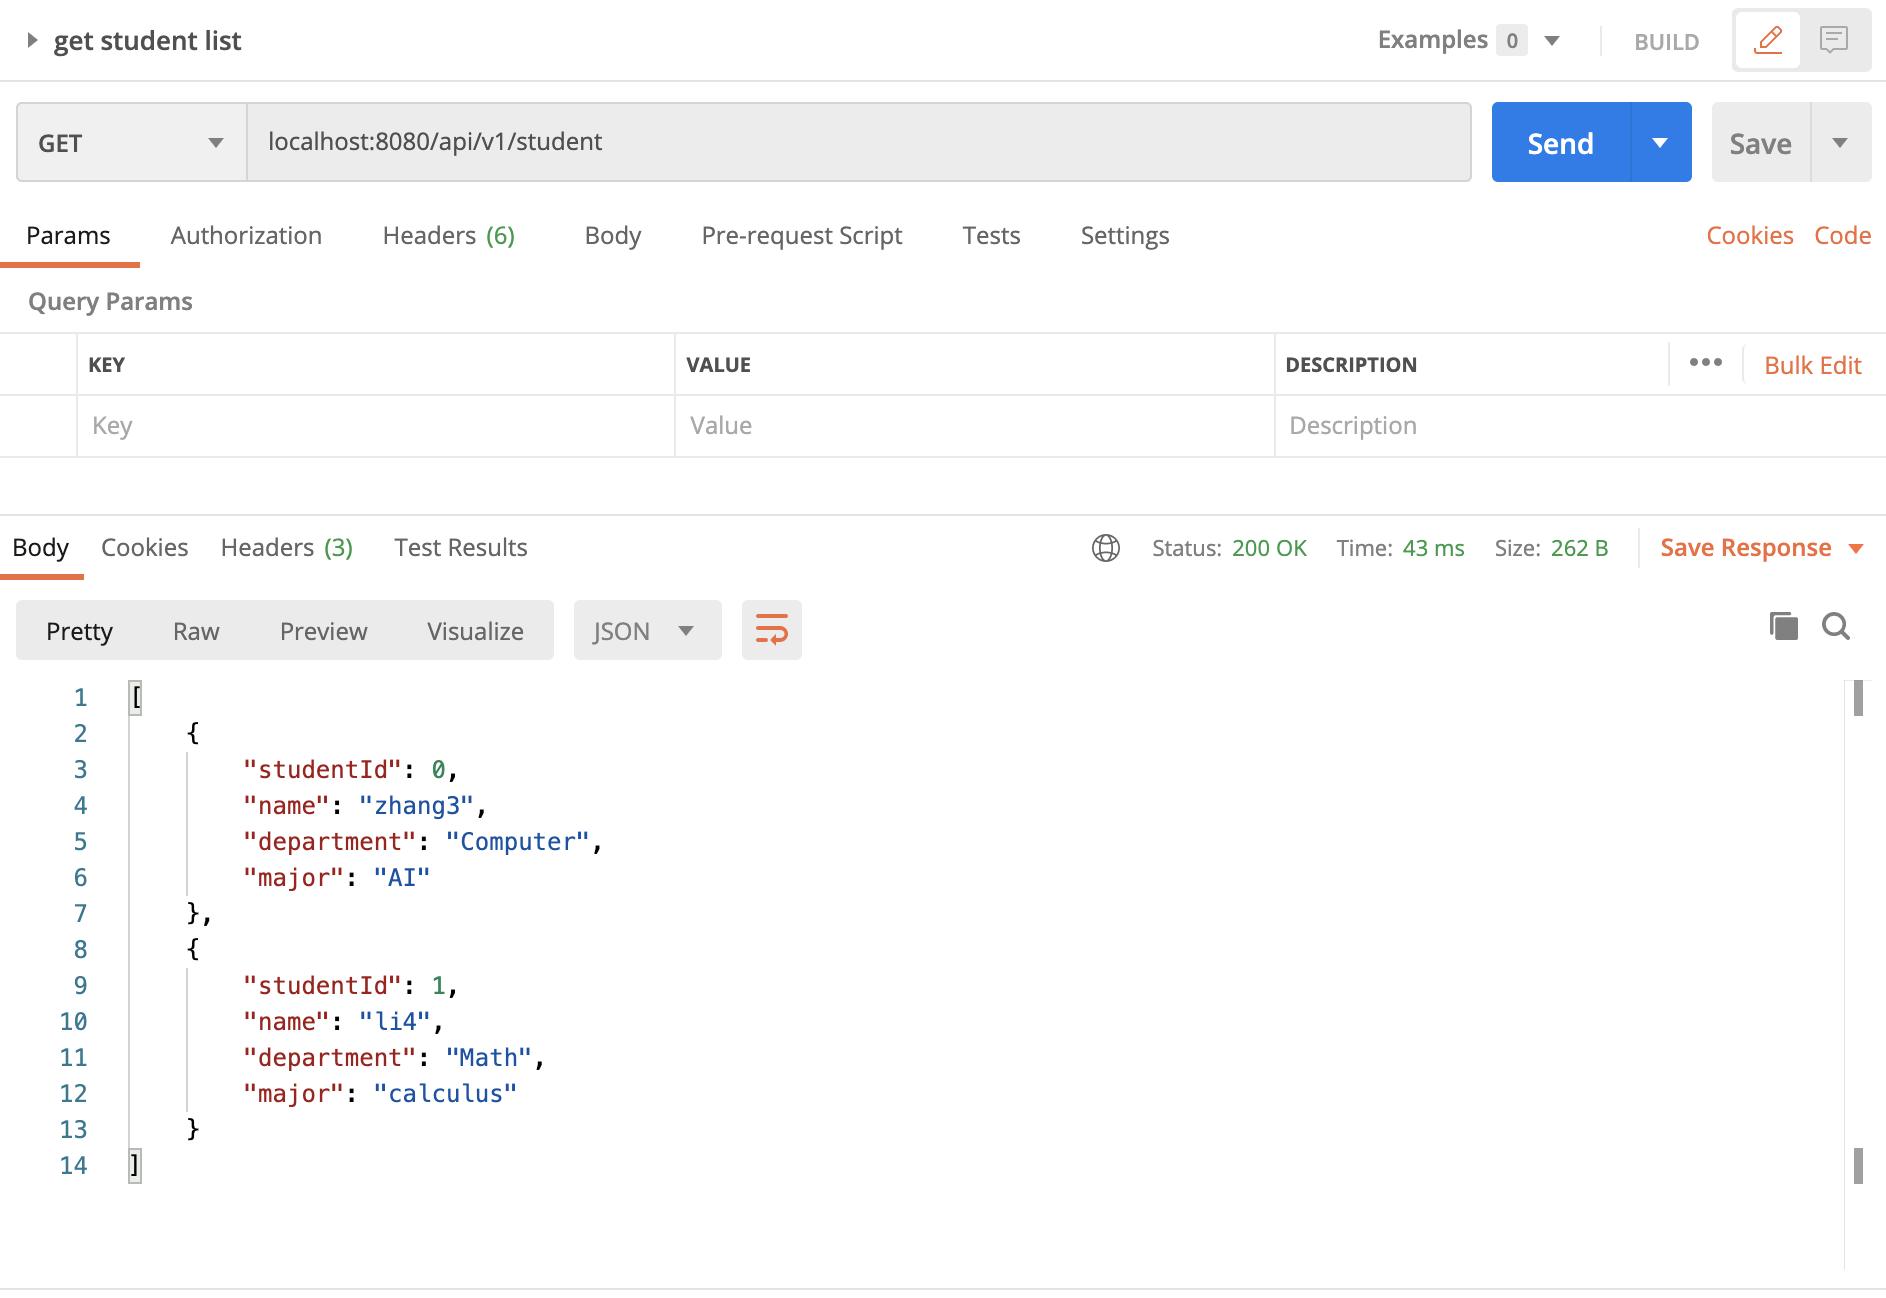 get student list
Examples 0
BUILD
GET
localhost:8080/api/v1/student
Send
Save
Params
Authorization
Headers (6)
Body
Pre-request Script
Tests
Settings
Cookies
Code
Query Params
KEY
VALUE
DESCRIPTION
Bulk Edit
Key
Value
Description
Body
Cookies
Headers (3)
Test Results
Status: 200 OK
Time: 43 ms
Size: 262 B
Save Response
Pretty
Raw
Preview
Visualize
JSON
1 [
2 {
3 "studentId": 0,
4 "name": "zhang3",
5 "department": "Computer",
6 "major": "AI"
7 },
8 {
9 "studentId": 1,
10 "name": "li4",
11 "department": "Math",
12 "major": "calculus"
13 }
14 ]